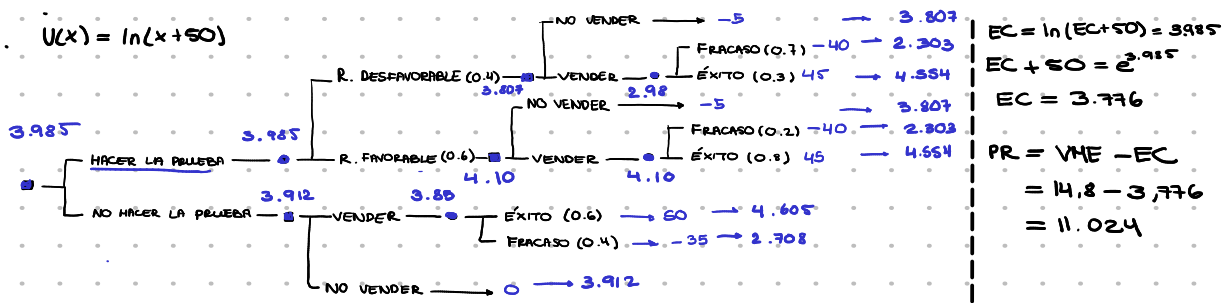 U(x) = ln(x+50)
NO VENDER → -5 → 3.807
FRACASO (0.7) -40 → 2.303
R. DESFAVORABLE (0.4) VENDER ÉXITO (0.3) 45 → 4.554
3.807 2.98
NO VENDER → -5 → 3.807
3.985 3.985 FRACASO (0.2) -40 → 2.303
HACER LA PRUEBA R. FAVORABLE (0.6) VENDER ÉXITO (0.8) 45 → 4.554
4.10 4.10
3.912 3.85
NO HACER LA PRUEBA VENDER ÉXITO (0.6) → 50 → 4.605
FRACASO (0.4) → -35 → 2.708
NO VENDER → 0 → 3.912
EC = ln(EC+50) = 3.985
EC + 50 = e^3.985
EC = 3.776
PR = VME - EC
= 14,8 - 3,776
= 11.024